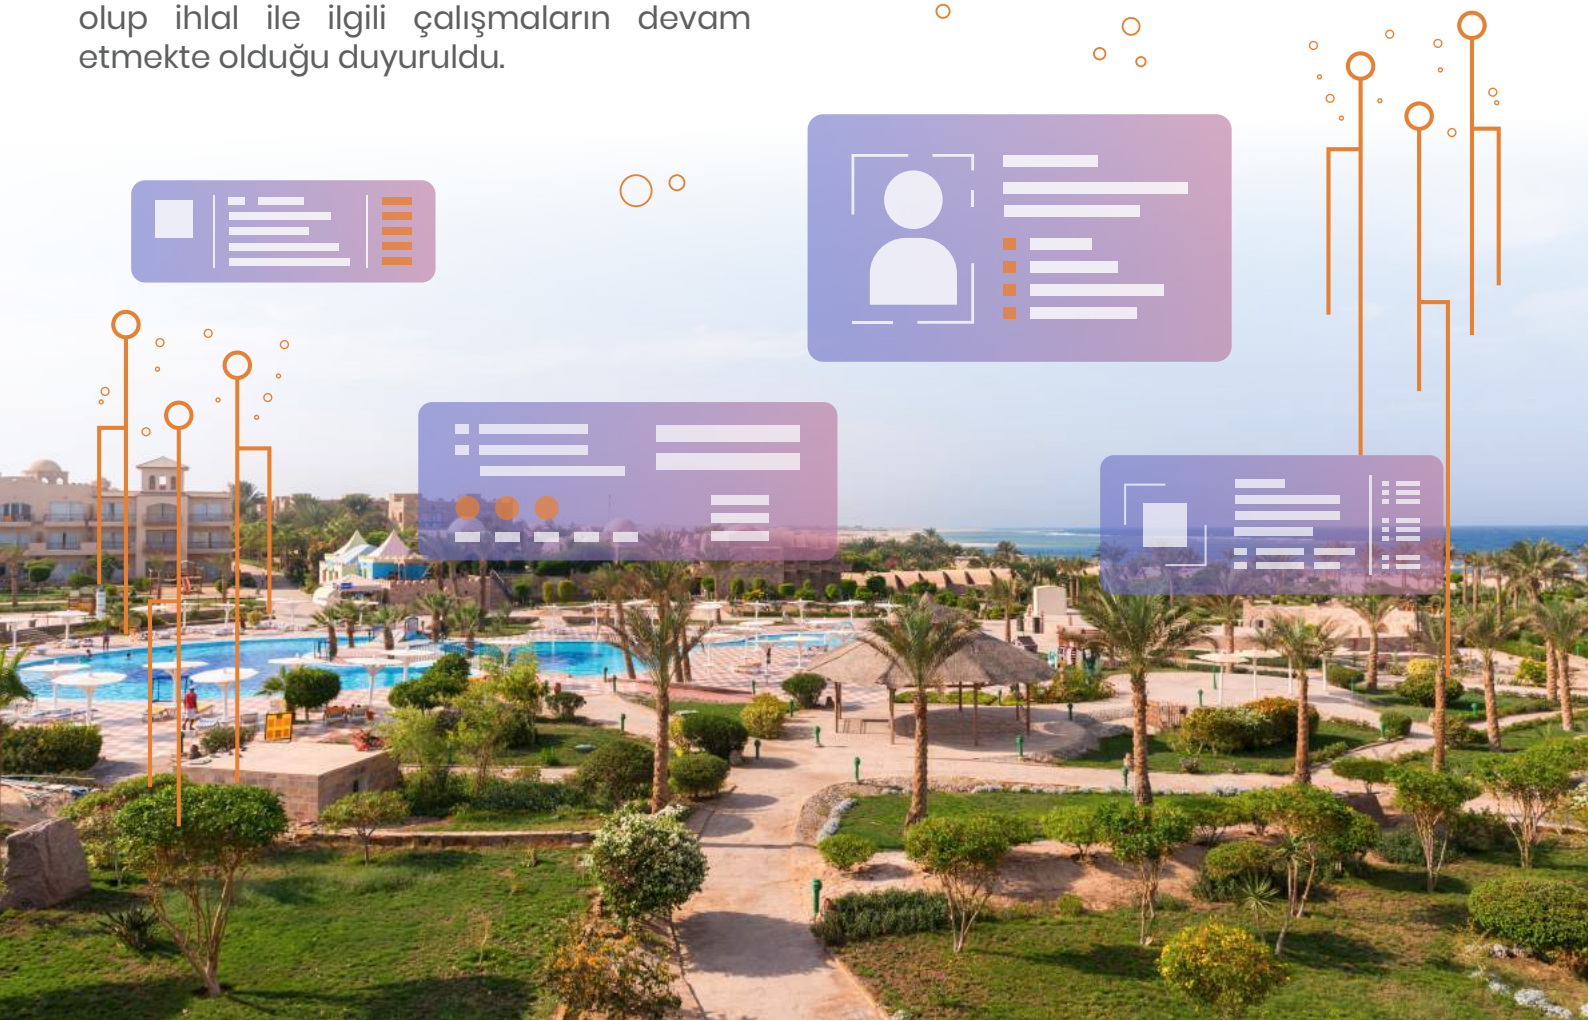 olup ihlal ile ilgili çalışmaların devam
etmekte olduğu duyuruldu.